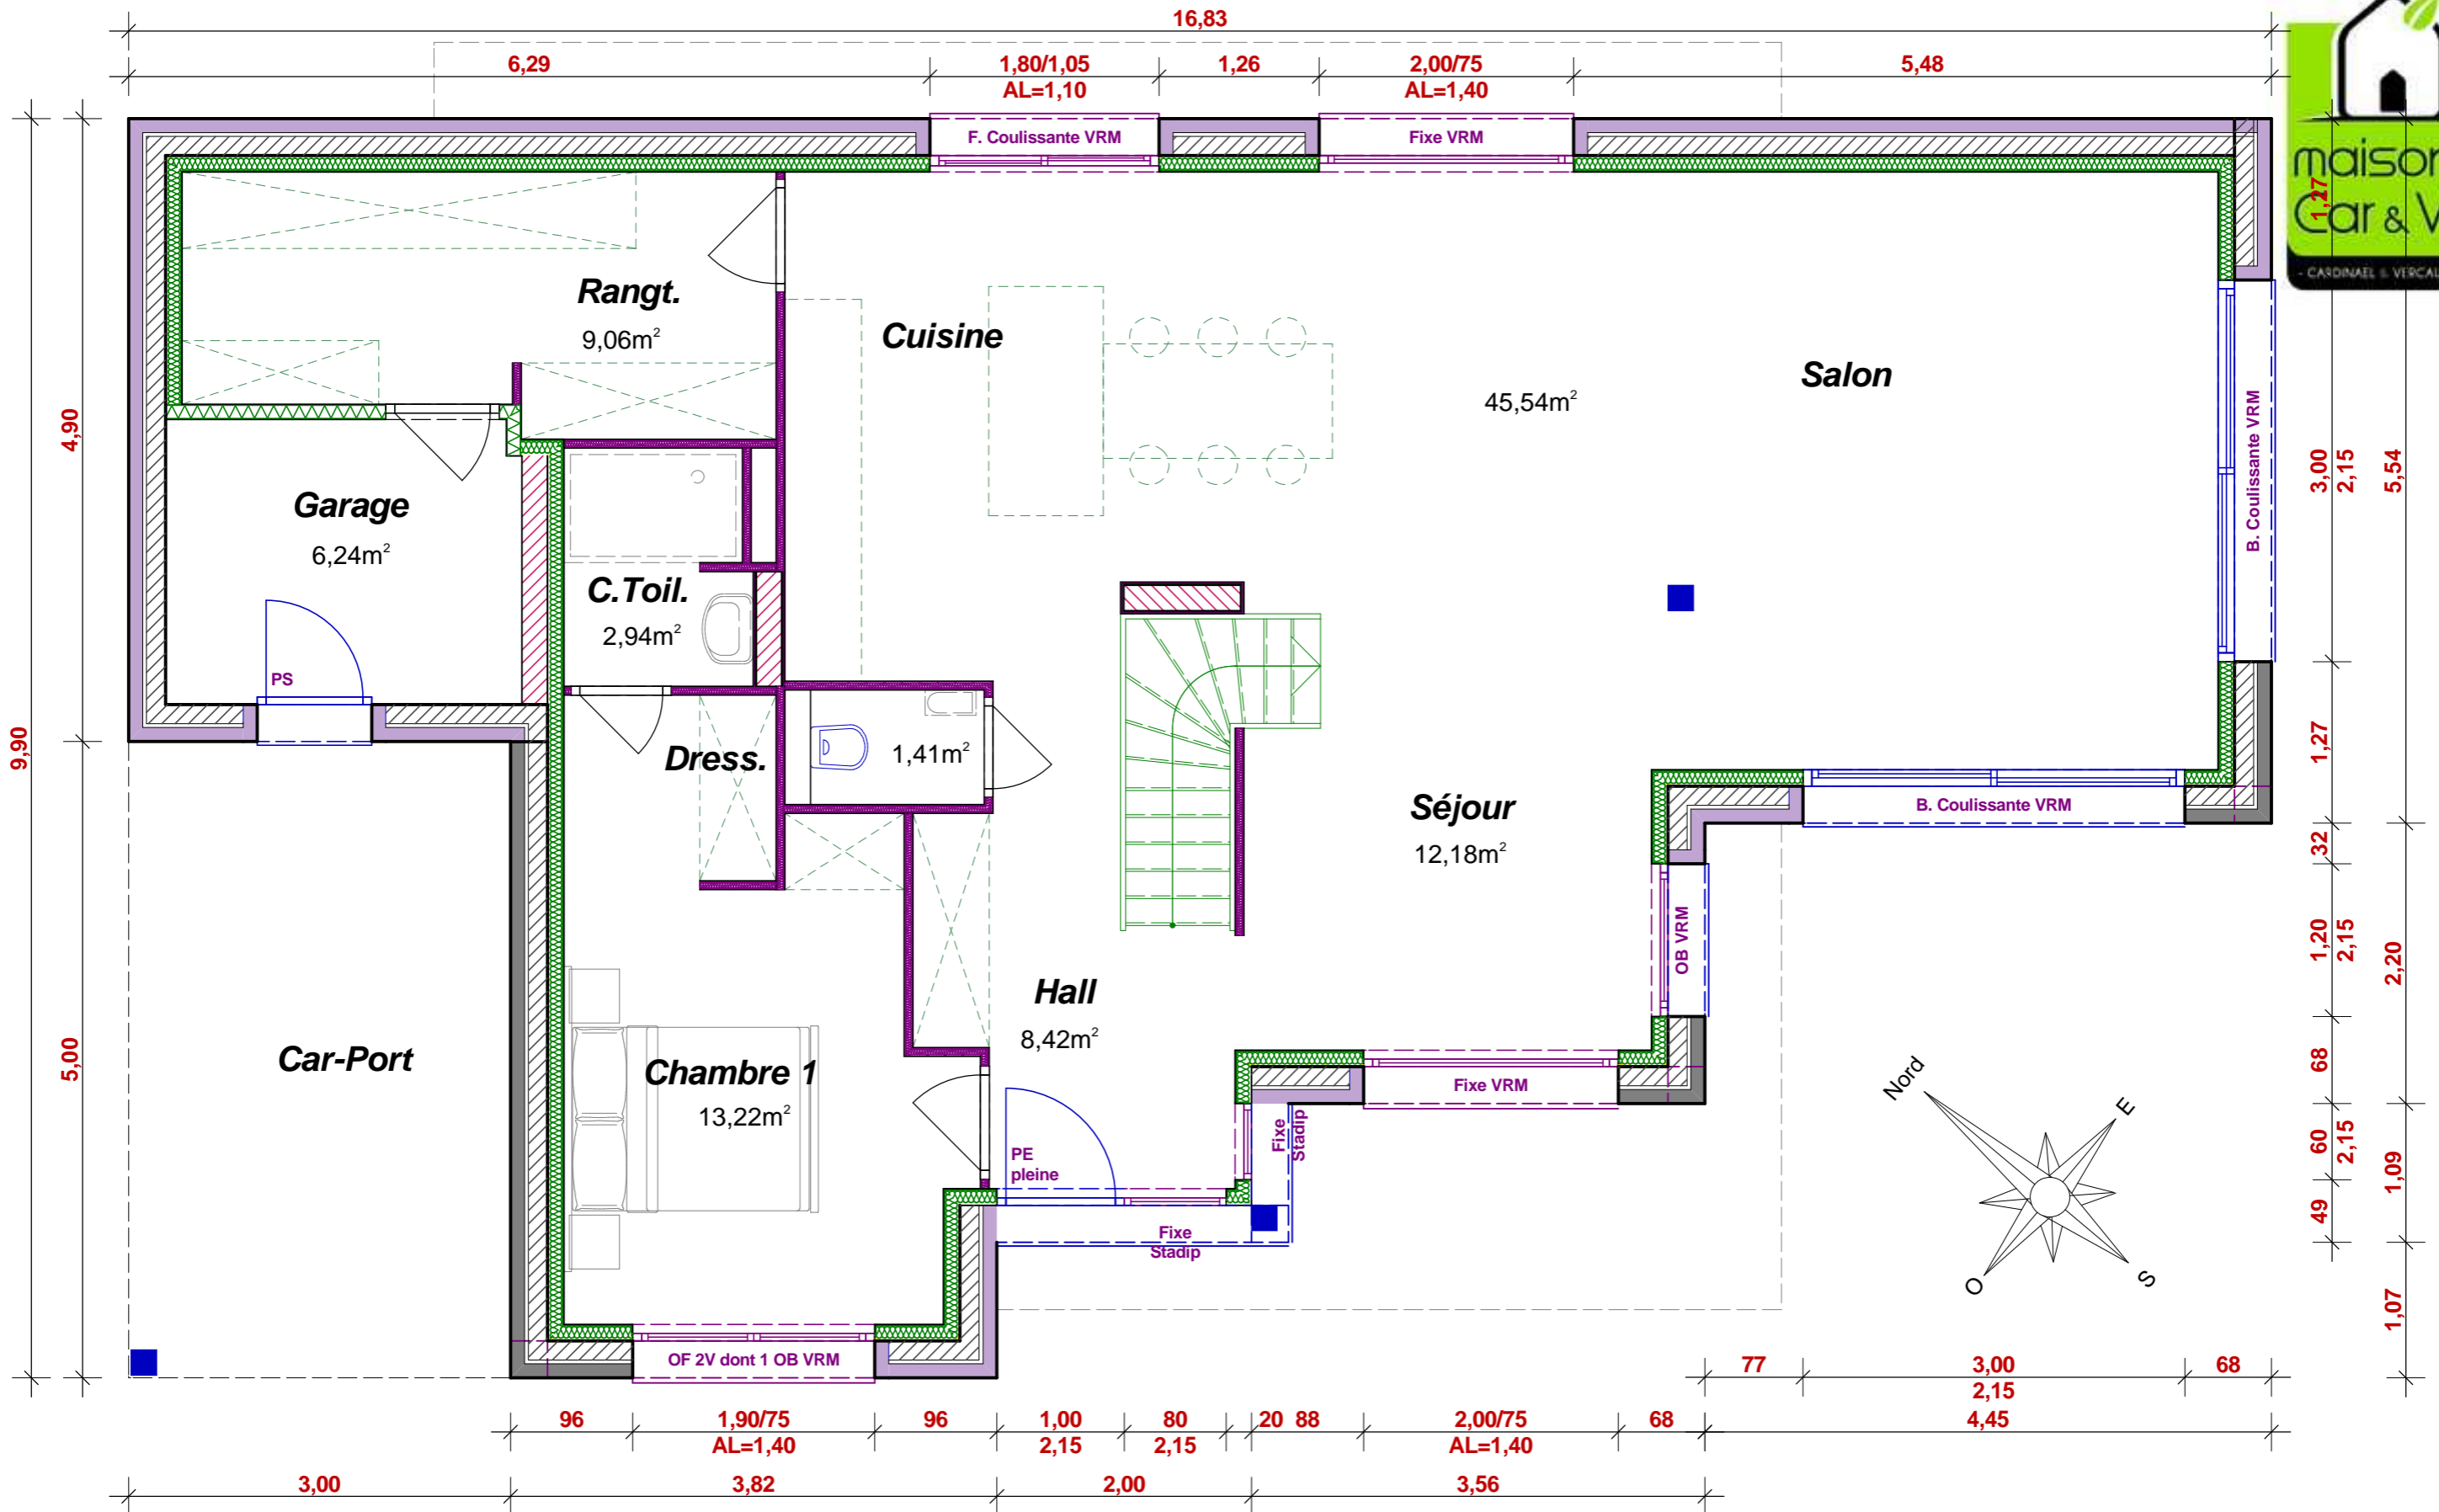 16,83
6,29
1,80/1,05
AL=1,10
1,26
2,00/75
AL=1,40
5,48
F. Coulissante VRM
Fixe VRM
maison
Car & V
- CARDINAEL & VERCAU
1,27
Rangt.
9,06m²
Cuisine
Salon
45,54m²
B. Coulissante VRM
3,00
2,15
5,54
4,90
9,90
Garage
6,24m²
PS
C.Toil.
2,94m²
Dress.
1,41m²
1,27
Séjour
12,18m²
B. Coulissante VRM
32
OB VRM
1,20
2,15
2,20
Hall
8,42m²
5,00
Car-Port
Chambre 1
13,22m²
PE
pleine
Fixe
Stadip
Fixe VRM
68
60
2,15
1,09
49
Fixe
Stadip
Nord
E
O
S
1,07
OF 2V dont 1 OB VRM
77
3,00
2,15
68
96
1,90/75
AL=1,40
96
1,00
2,15
80
2,15
20
88
2,00/75
AL=1,40
68
4,45
3,00
3,82
2,00
3,56